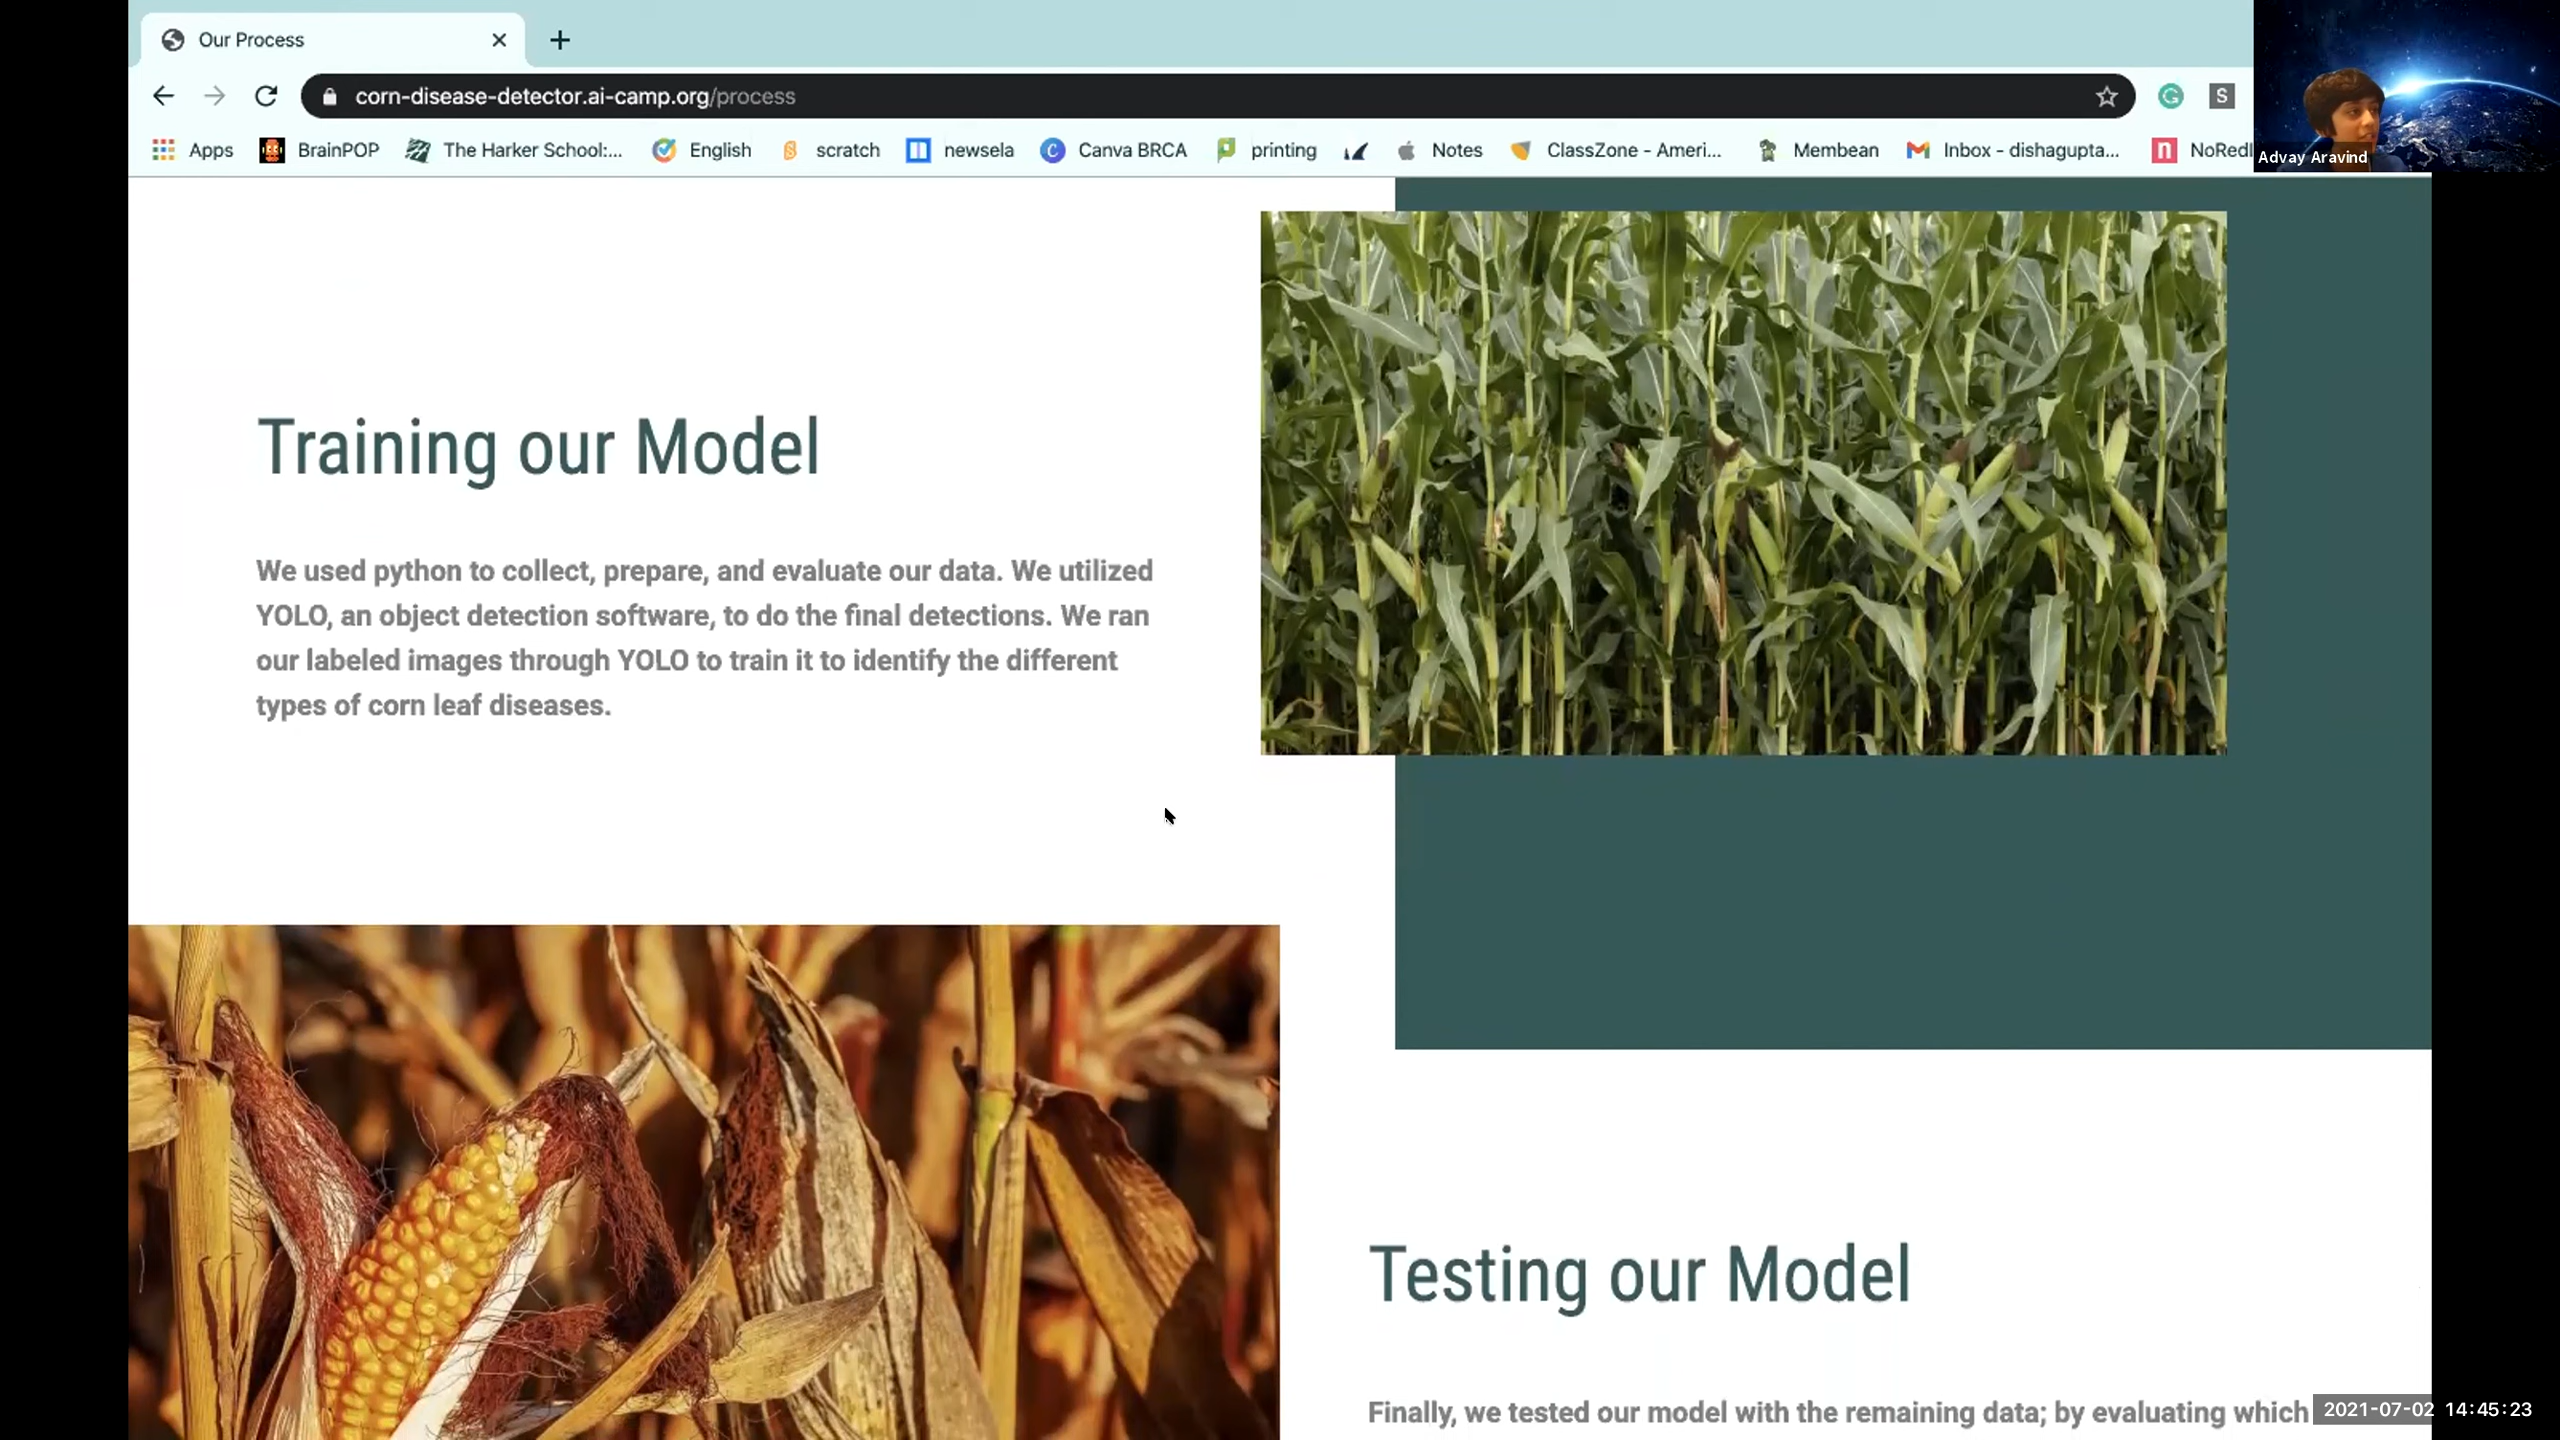 Our Process
corn-disease-detector.ai-camp.org/process
S
Apps BrainPOP The Harker School:... English scratch newsela Canva BRCA printing Notes ClassZone - Ameri... Membean Inbox - dishagupta... NoRedI
Advay Aravind
Training our Model
We used python to collect, prepare, and evaluate our data. We utilized
YOLO, an object detection software, to do the final detections. We ran
our labeled images through YOLO to train it to identify the different
types of corn leaf diseases.
Testing our Model
Finally, we tested our model with the remaining data; by evaluating which
2021-07-02 14:45:23